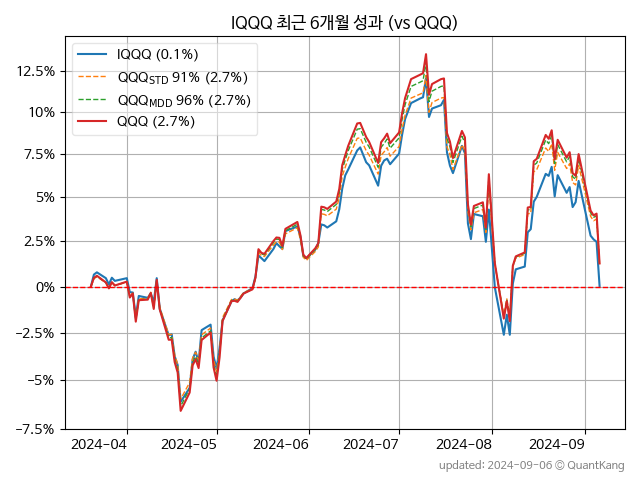 IQQQ 최근 6개월 성과 (vs QQQ)
IQQQ (0.1%)
QQQSTD 91% (2.7%)
QQQMDD 96% (2.7%)
QQQ (2.7%)
12.5%
10%
7.5%
5%
2.5%
0%
−2.5%
−5%
−7.5%
2024-04 2024-05 2024-06 2024-07 2024-08 2024-09
updated: 2024-09-06 © QuantKang